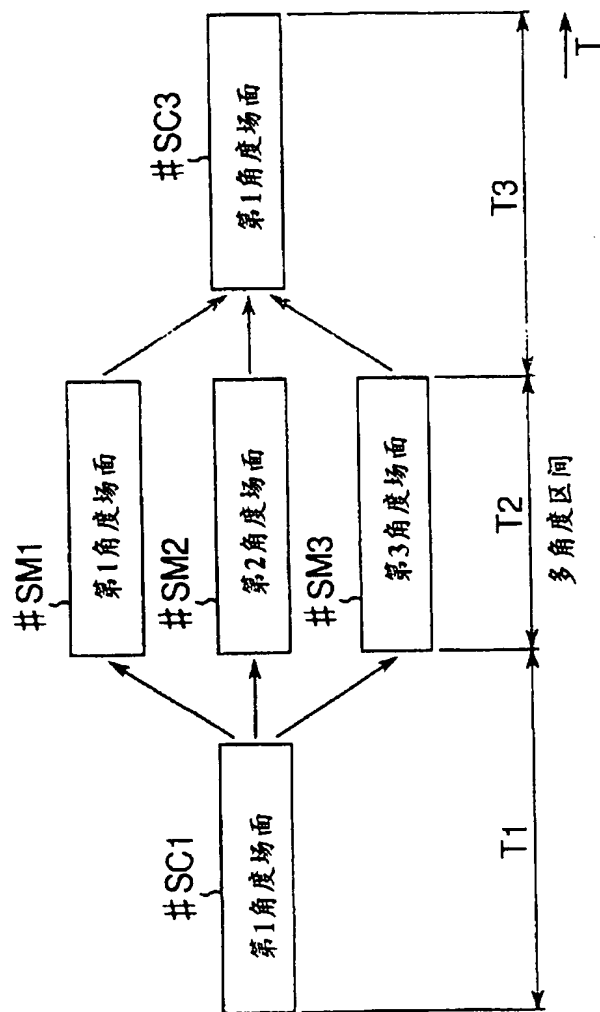 #SC1
第1角度场面
#SM1
第1角度场面
#SM2
第2角度场面
#SM3
第3角度场面
#SC3
第1角度场面
T1
T2
T3
多角度区间
T